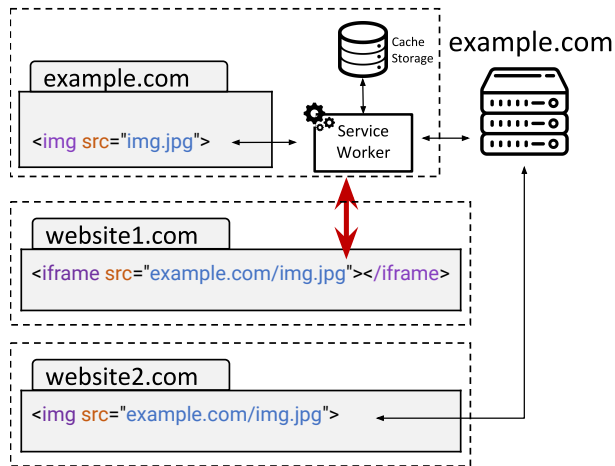 Cache
Storage
example.com
example.com
<img src="img.jpg">
Service
Worker
website1.com
<iframe src="example.com/img.jpg"></iframe>
website2.com
<img src="example.com/img.jpg">